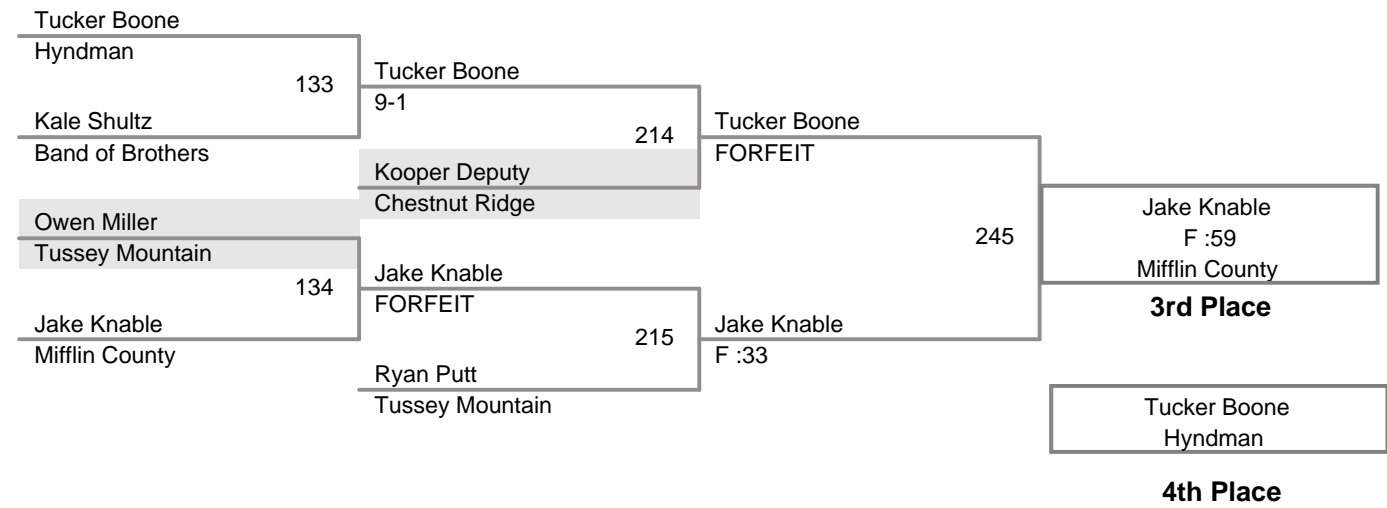 Tucker Boone
Hyndman
133
Kale Shultz
Band of Brothers
Owen Miller
Tussey Mountain
134
Jake Knable
Mifflin County
Tucker Boone
9-1
214
Kooper Deputy
Chestnut Ridge
Jake Knable
FORFEIT
215
Ryan Putt
Tussey Mountain
Tucker Boone
FORFEIT
245
Jake Knable
F :33
Jake Knable
F :59
Mifflin County
3rd Place
Tucker Boone
Hyndman
4th Place